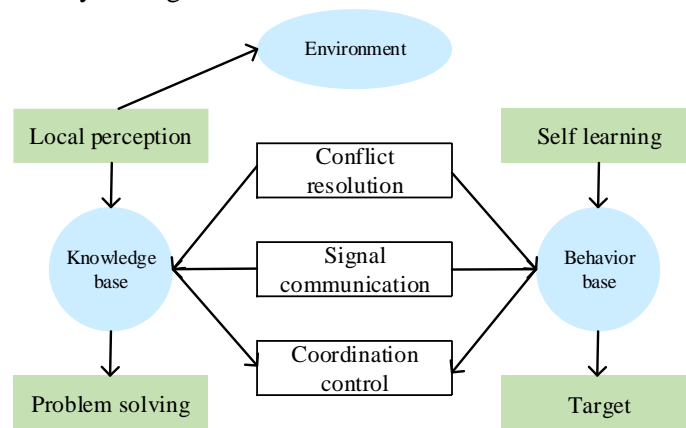 Environment
Local perception
Self learning
Conflict
resolution
Knowledge
base
Signal
communication
Behavior
base
Coordination
control
Problem solving
Target